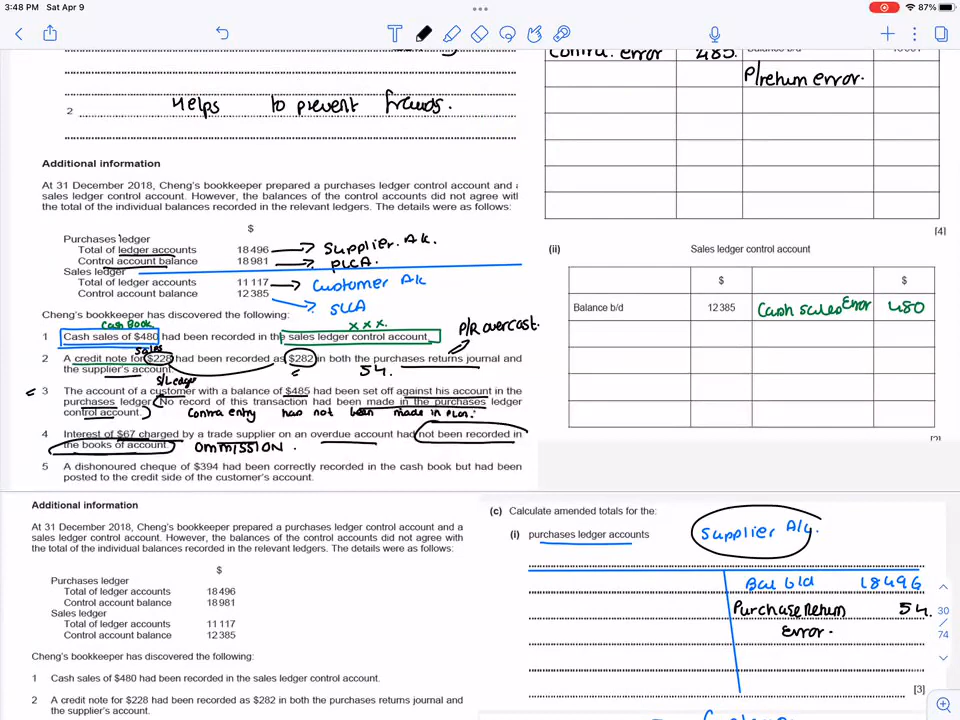 3:48 PM Sat Apr 9
87%
2 Helps to prevent frauds.
Additional information
At 31 December 2018, Cheng's bookkeeper prepared a purchases ledger control account and a
sales ledger control account. However, the balances of the control accounts did not agree with
the total of the individual balances recorded in the relevant ledgers. The details were as follows:
$
Purchases ledger
Total of ledger accounts 18 496 Supplier. A/c.
Control account balance 18 981 PLCA.
Sales ledger
Total of ledger accounts 11 117 Customer A/c
Control account balance 12 385 SLCA
Cheng's bookkeeper has discovered the following:
Cash Book x x x.
1 Cash sales of $480 had been recorded in the sales ledger control account.
P/R overcast.
Sales
2 A credit note for $228 had been recorded as $282 in both the purchases returns journal and
the supplier's account. 54.
S/Ledger
3 The account of a customer with a balance of $485 had been set off against his account in the
purchases ledger. No record of this transaction had been made in the purchases ledger
control account. Contra entry has not been made in PLCA.
4 Interest of $67 charged by a trade supplier on an overdue account had not been recorded in
the books of account. OMMISSION.
5 A dishonoured cheque of $394 had been correctly recorded in the cash book but had been
posted to the credit side of the customer's account.
Contra. error 485. Balance b/d
P/return error.
[4]
(ii) Sales ledger control account
$ $
Balance b/d 12 385 Cash sales Error 480
[2]
Additional information
At 31 December 2018, Cheng's bookkeeper prepared a purchases ledger control account and a
sales ledger control account. However, the balances of the control accounts did not agree with
the total of the individual balances recorded in the relevant ledgers. The details were as follows:
$
Purchases ledger
Total of ledger accounts 18 496
Control account balance 18 981
Sales ledger
Total of ledger accounts 11 117
Control account balance 12 385
Cheng's bookkeeper has discovered the following:
1 Cash sales of $480 had been recorded in the sales ledger control account.
2 A credit note for $228 had been recorded as $282 in both the purchases returns journal and
the supplier's account.
(c) Calculate amended totals for the:
(i) purchases ledger accounts Supplier A/c.
Bal b/d 18496
Purchase Return 54.
Error.
[3]
30
/
74